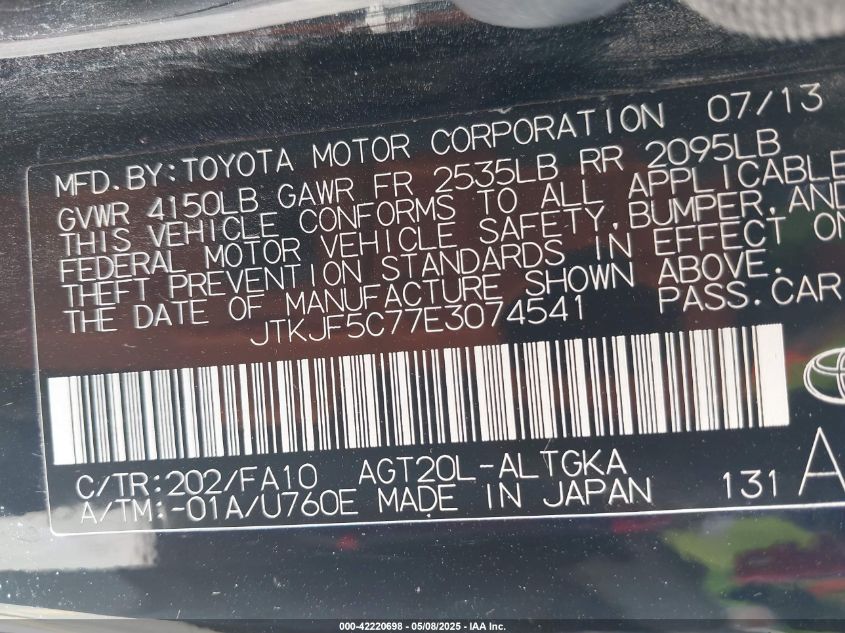 MFD.BY:TOYOTA MOTOR CORPORATION 07/13
GVWR 4150LB GAWR FR 2535LB RR 2095LB
THIS VEHICLE CONFORMS TO ALL APPLICABLE
FEDERAL MOTOR VEHICLE SAFETY,BUMPER,AND
THEFT PREVENTION STANDARDS IN EFFECT ON
THE DATE OF MANUFACTURE SHOWN ABOVE.
JTKJF5C77E3074541 PASS.CAR
C/TR:202/FA10 AGT20L-ALTGKA
A/TM:-01A/U760E MADE IN JAPAN 131 A
000-42220698 - 05/08/2025 - IAA Inc.